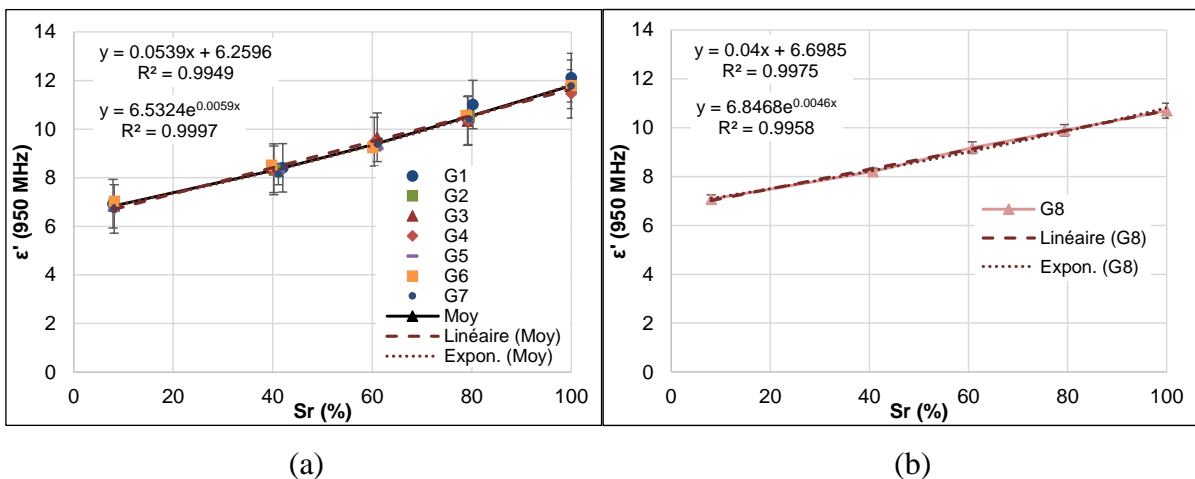 14
12
10
8
6
4
2
0
ε' (950 MHz)
y = 0.0539x + 6.2596
R² = 0.9949
y = 6.5324e^0.0059x
R² = 0.9997
G1
G2
G3
G4
G5
G6
G7
Moy
Linéaire (Moy)
Expon. (Moy)
0 20 40 60 80 100
Sr (%)
(a)
14
12
10
8
6
4
2
0
ε' (950 MHz)
y = 0.04x + 6.6985
R² = 0.9975
y = 6.8468e^0.0046x
R² = 0.9958
G8
Linéaire (G8)
Expon. (G8)
0 20 40 60 80 100
Sr (%)
(b)